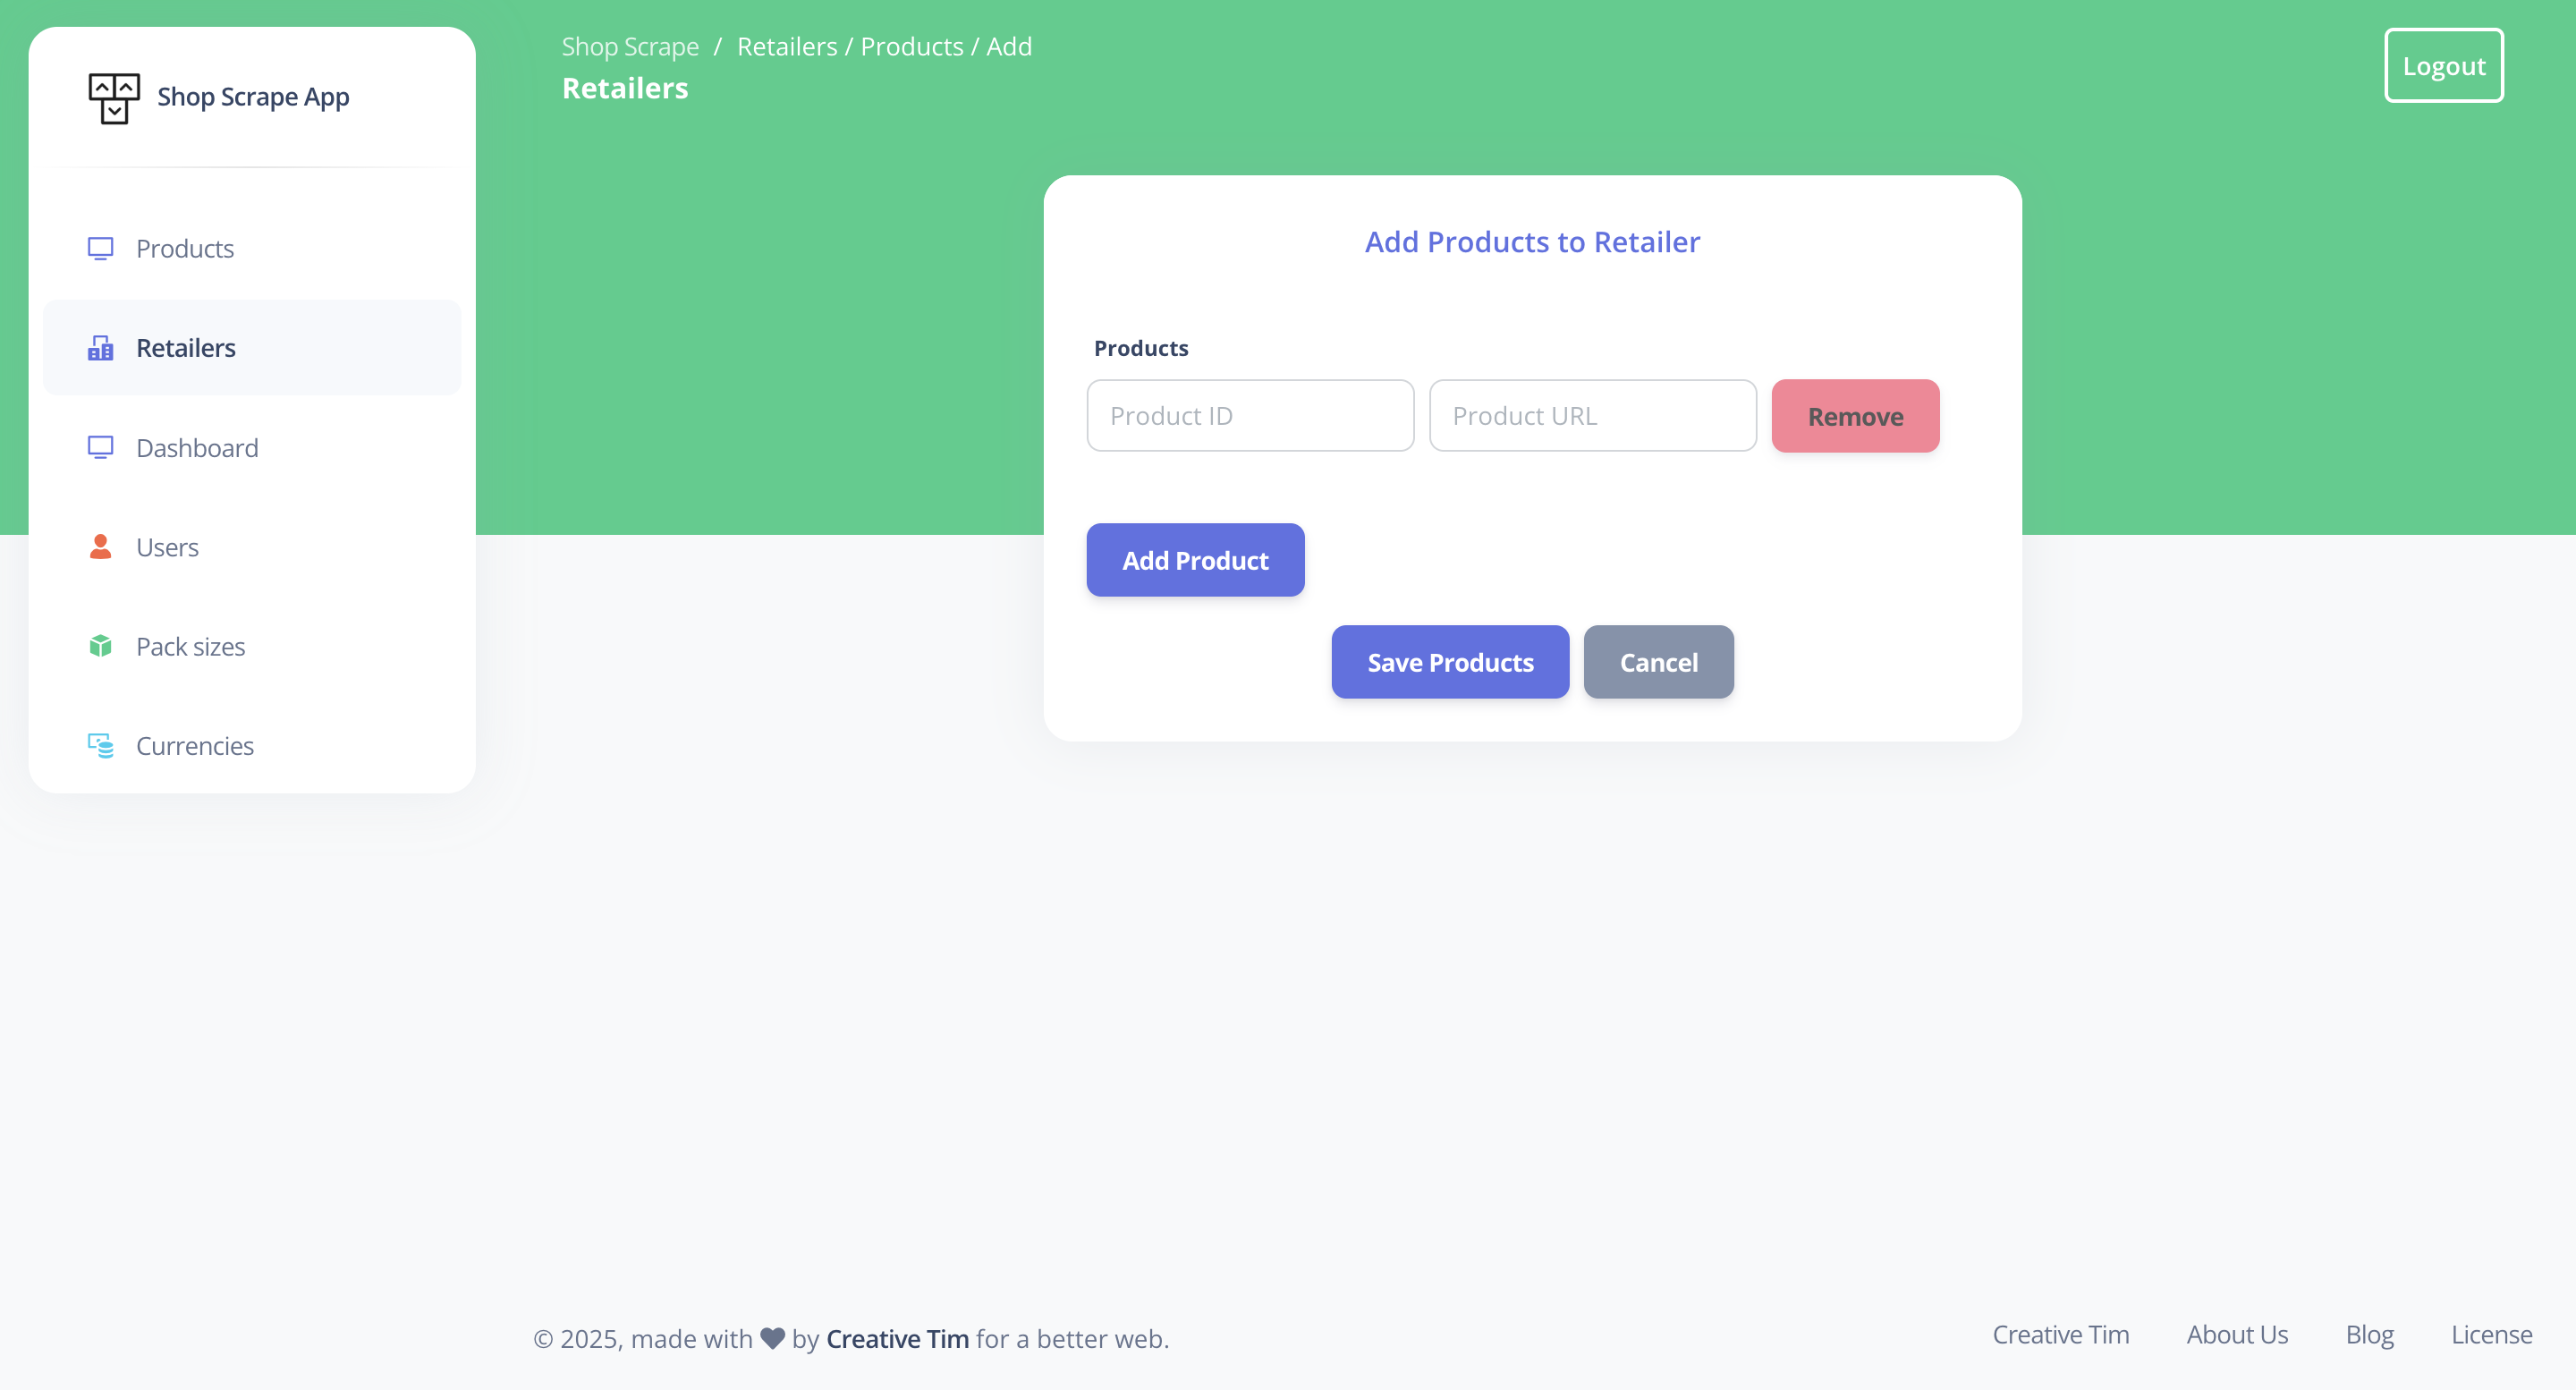 Shop Scrape App
Products
Retailers
Dashboard
Users
Pack sizes
Currencies
Shop Scrape / Retailers / Products / Add
Retailers
Logout
Add Products to Retailer
Products
Product ID Product URL Remove
Add Product
Save Products Cancel
© 2025, made with by Creative Tim for a better web.
Creative Tim About Us Blog License